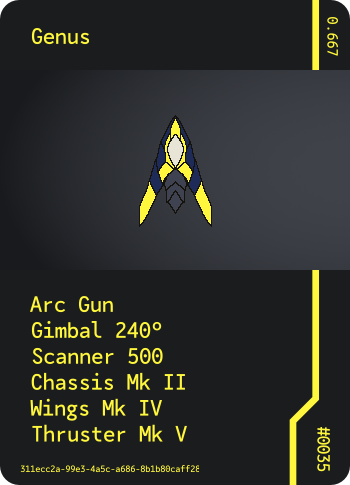 Genus
0.667
Arc Gun
Gimbal 240°
Scanner 500
Chassis Mk II
Wings Mk IV
Thruster Mk V
#0035
311ecc2a-99e3-4a5c-a686-8b1b80caff28